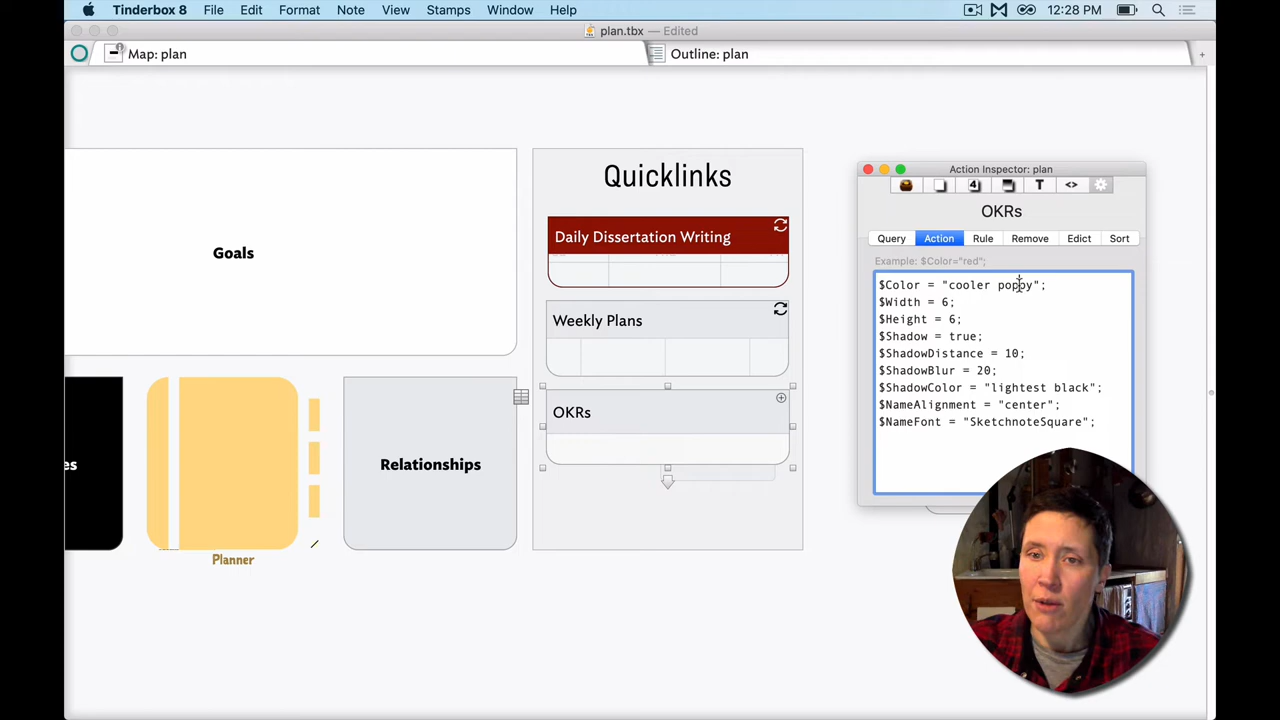 Tinderbox 8 File Edit Format Note View Stamps Window Help 12:28 PM
plan.tbx — Edited
Map: plan
Outline: plan
+
Goals
Quicklinks
Daily Dissertation Writing
Weekly Plans
OKRs
es
Planner
Relationships
Action Inspector: plan
4 T <>
OKRs
Query Action Rule Remove Edict Sort
Example: $Color="red";
$Color = "cooler poppy";
$Width = 6;
$Height = 6;
$Shadow = true;
$ShadowDistance = 10;
$ShadowBlur = 20;
$ShadowColor = "lightest black";
$NameAlignment = "center";
$NameFont = "SketchnoteSquare";